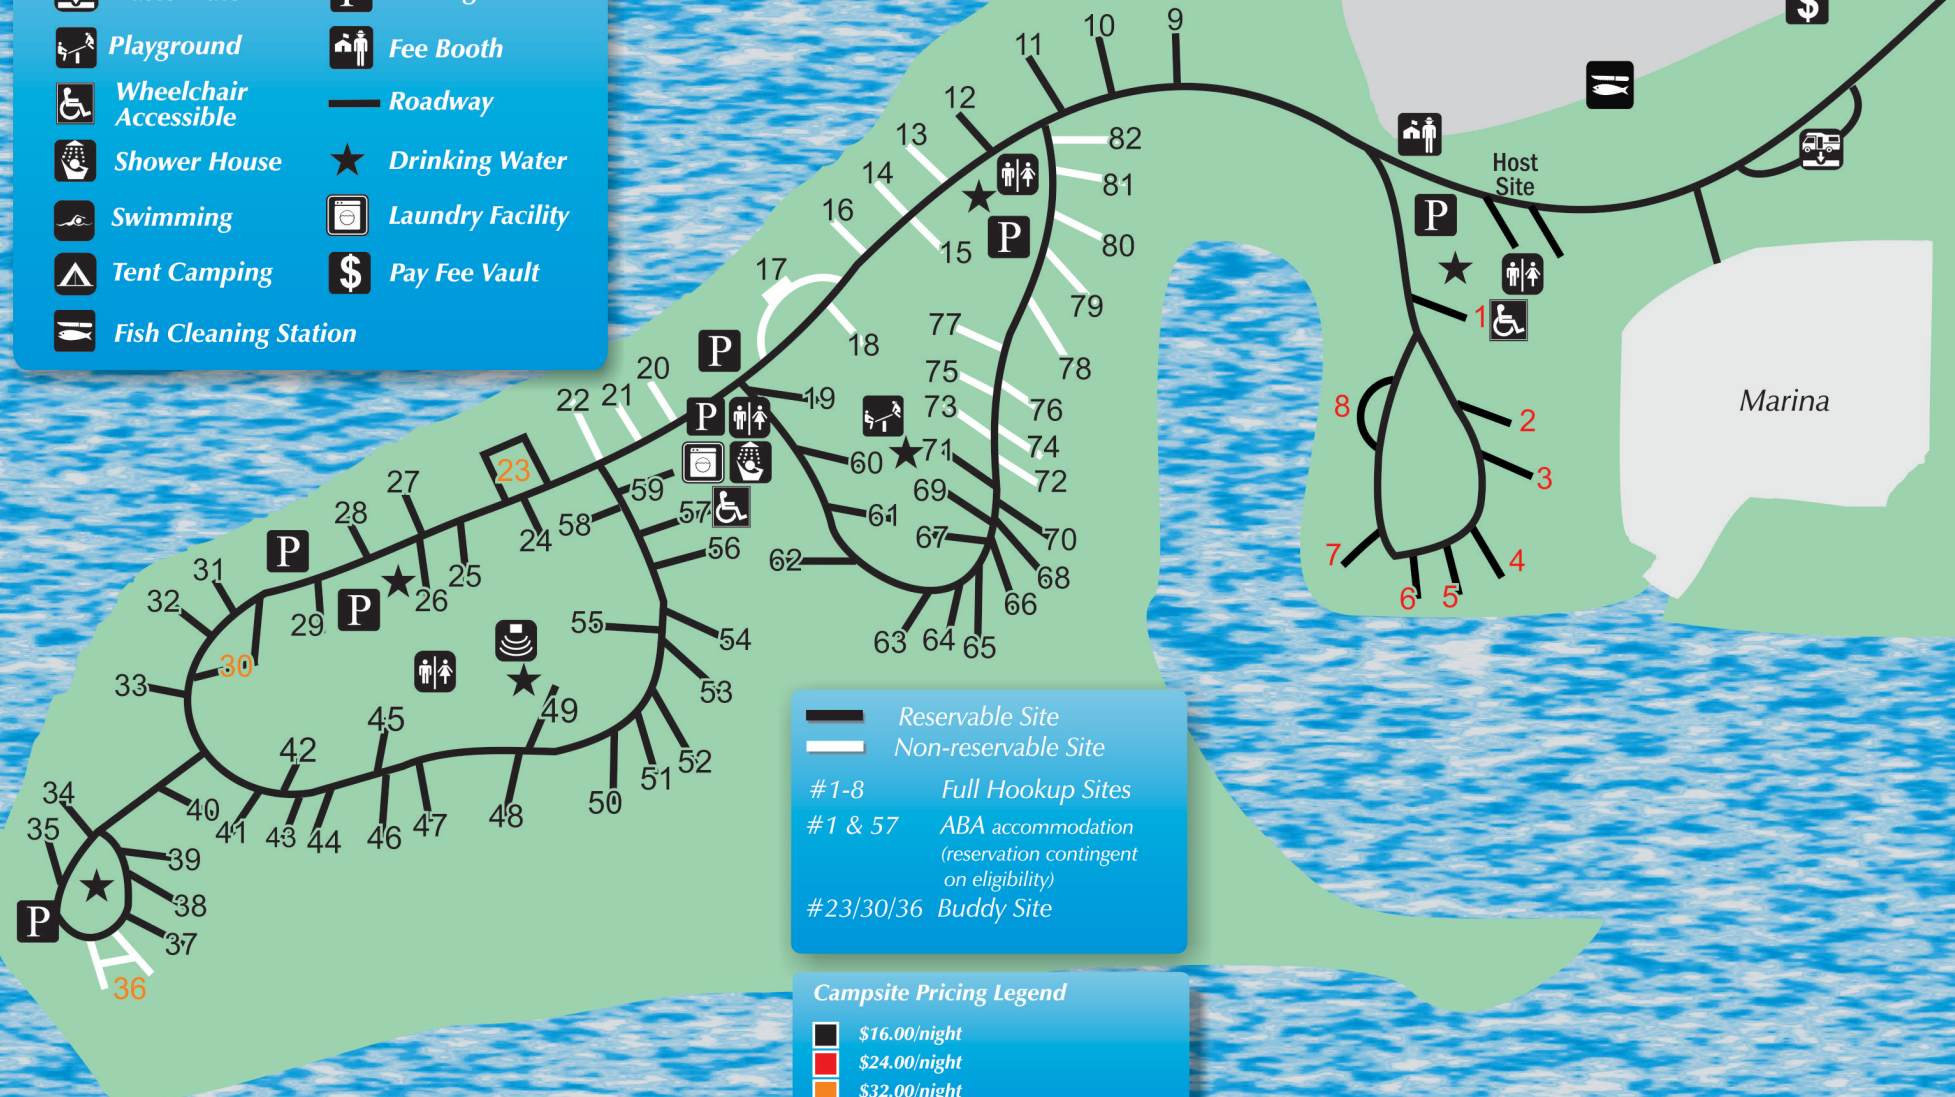 Playground
Fee Booth
Wheelchair
Accessible
Roadway
Shower House
Drinking Water
Swimming
Laundry Facility
Tent Camping
$ Pay Fee Vault
Fish Cleaning Station
$
9
10
11
12
13
14
15
16
17
18
82
81
80
79
78
77
76
75
74
73
72
71
70
69
68
67
66
65
64
63
62
61
60
19
20
21
22
23
24
25
26
27
28
29
30
31
32
33
34
35
36
37
38
39
40
41
42
43
44
45
46
47
48
49
50
51
52
53
54
55
56
57
58
59
P
P
P
P
P
P
P
Host
Site
1
2
3
4
5
6
7
8
Marina
Reservable Site
Non-reservable Site
#1-8 Full Hookup Sites
#1 & 57 ABA accommodation
(reservation contingent
on eligibility)
#23/30/36 Buddy Site
Campsite Pricing Legend
$16.00/night
$24.00/night
$32.00/night